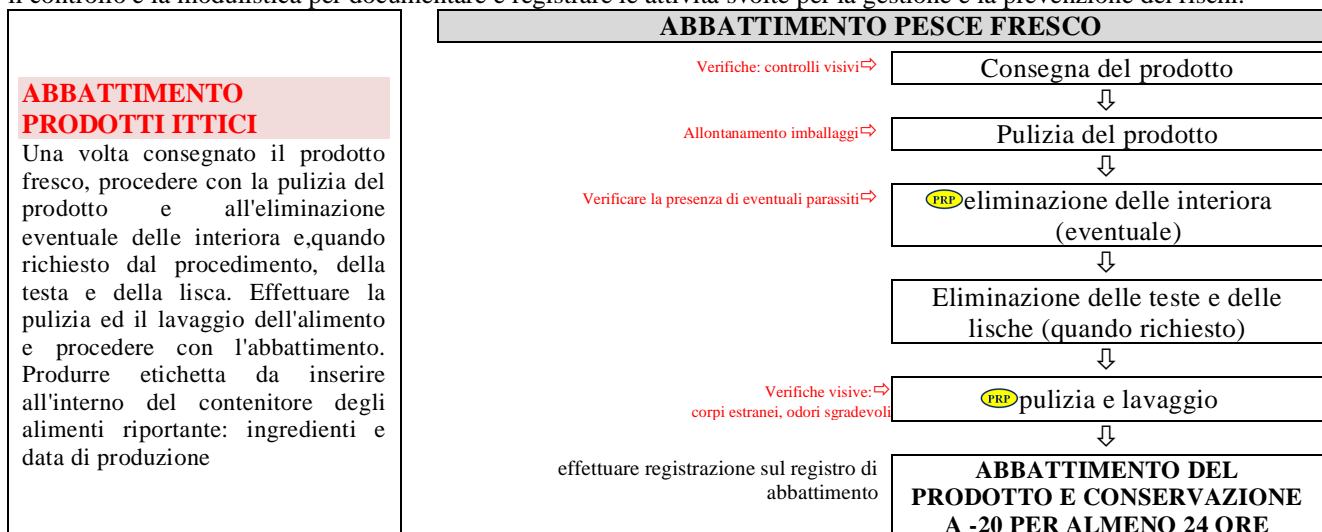 il controllo e la modulistica per documentare e registrare le attività svolte per la gestione e la prevenzione dei rischi.
ABBATTIMENTO
PRODOTTI ITTICI
Una volta consegnato il prodotto
fresco, procedere con la pulizia del
prodotto e all'eliminazione
eventuale delle interiora e,quando
richiesto dal procedimento, della
testa e della lisca. Effettuare la
pulizia ed il lavaggio dell'alimento
e procedere con l'abbattimento.
Produrre etichetta da inserire
all'interno del contenitore degli
alimenti riportante: ingredienti e
data di produzione
ABBATTIMENTO PESCE FRESCO
Verifiche: controlli visivi⇨
Consegna del prodotto
⇩
Allontanamento imballaggi⇨
Pulizia del prodotto
⇩
Verificare la presenza di eventuali parassiti⇨
PRP eliminazione delle interiora
(eventuale)
⇩
Eliminazione delle teste e delle
lische (quando richiesto)
⇩
Verifiche visive:⇨
corpi estranei, odori sgradevoli
PRP pulizia e lavaggio
⇩
effettuare registrazione sul registro di
abbattimento
ABBATTIMENTO DEL
PRODOTTO E CONSERVAZIONE
A -20 PER ALMENO 24 ORE